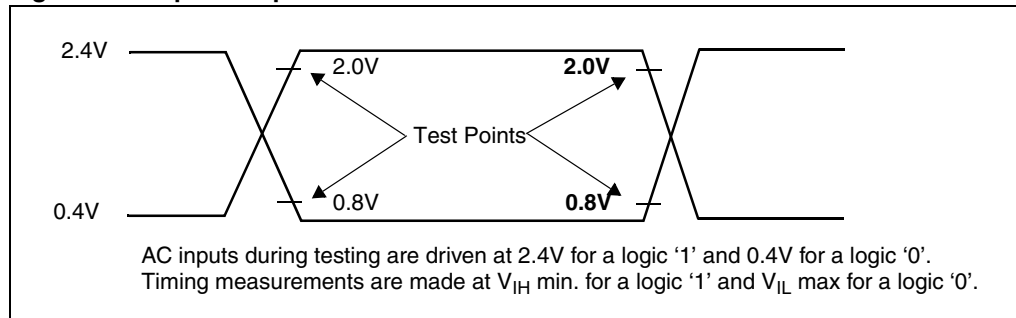 2.4V
2.0V 2.0V
Test Points
0.4V
0.8V 0.8V
AC inputs during testing are driven at 2.4V for a logic ‘1’ and 0.4V for a logic ‘0’.
Timing measurements are made at VIH min. for a logic ‘1’ and VIL max for a logic ‘0’.